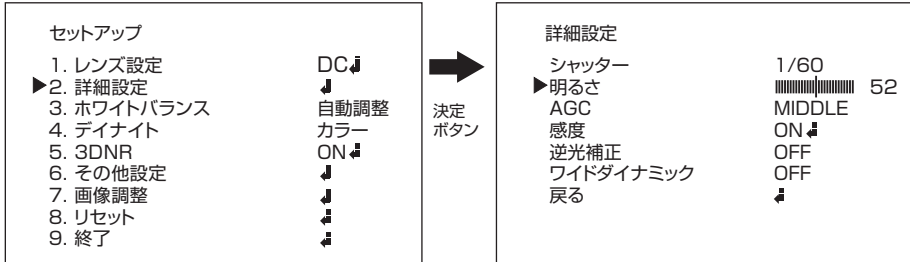 セットアップ
1. レンズ設定 DC
2. 詳細設定
3. ホワイトバランス 自動調整
4. デイナイト カラー
5. 3DNR ON
6. その他設定
7. 画像調整
8. リセット
9. 終了
決定
ボタン
詳細設定
シャッター 1/60
明るさ 52
AGC MIDDLE
感度 ON
逆光補正 OFF
ワイドダイナミック OFF
戻る